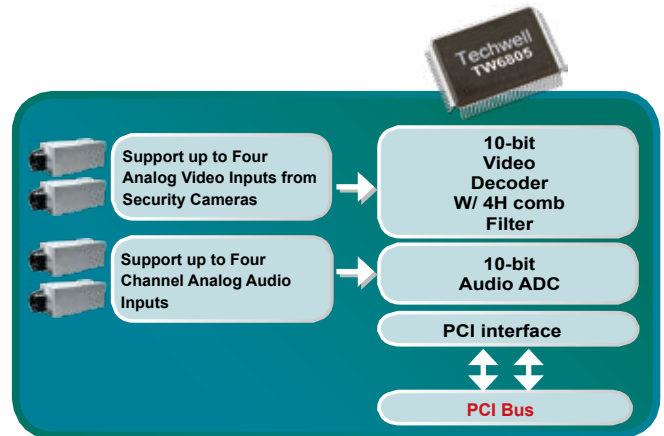 Techwell
TW6805
Support up to Four
Analog Video Inputs from
Security Cameras
10-bit
Video
Decoder
W/ 4H comb
Filter
Support up to Four
Channel Analog Audio
Inputs
10-bit
Audio ADC
PCI interface
PCI Bus